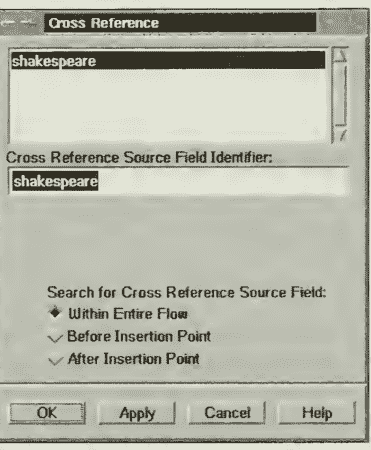 Cross Reference
shakespeare
Cross Reference Source Field Identifier:
shakespeare
Search for Cross Reference Source Field:
Within Entire Flow
Before Insertion Point
After Insertion Point
OK Apply Cancel Help